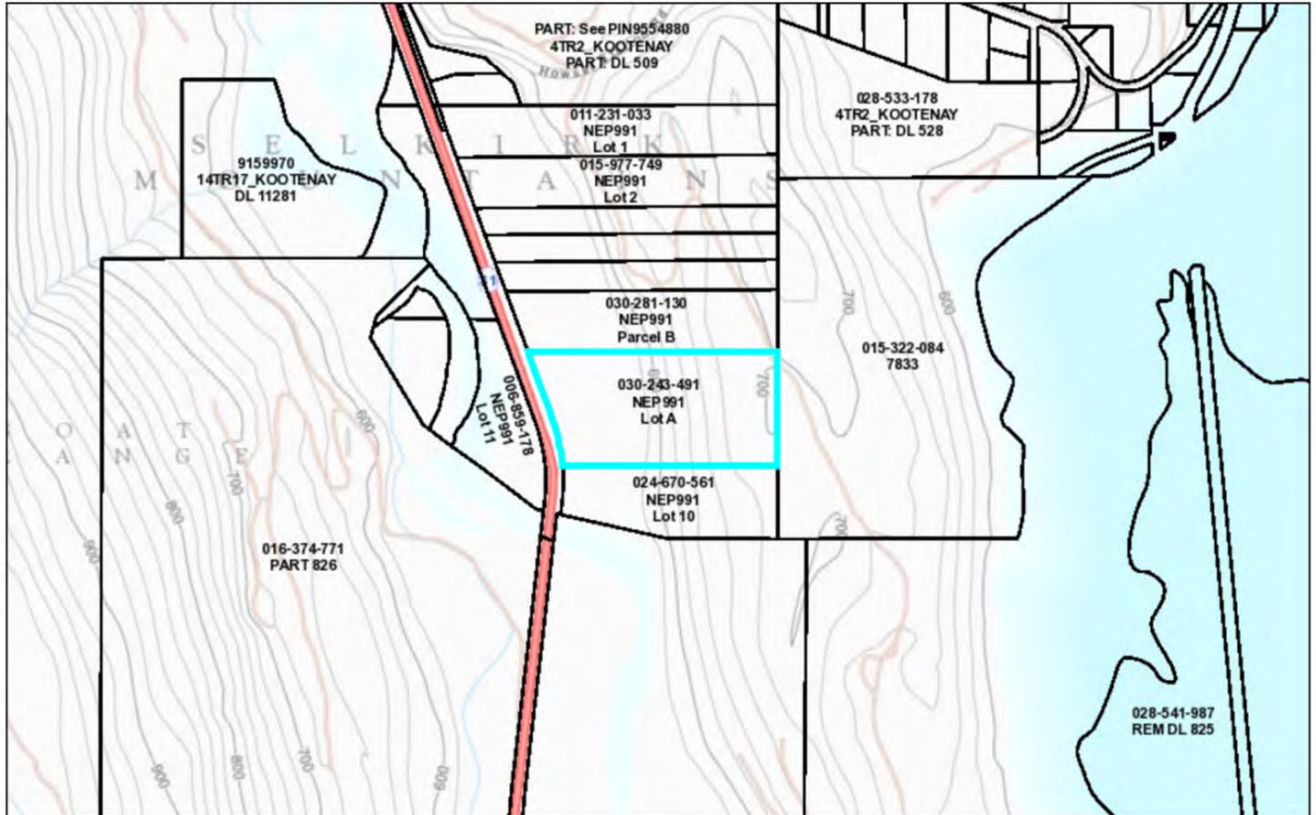 PART: See PIN9554880
4TR2_KOOTENAY
PART: DL 509
028-533-178
4TR2_KOOTENAY
PART: DL 528
011-231-033
NEP991
Lot 1
SELKIRK
MOUNTAINS
9159970
14TR17_KOOTENAY
DL 11281
015-977-749
NEP991
Lot 2
31
030-281-130
NEP991
Parcel B
700
600
015-322-084
7833
030-243-491
NEP991
Lot A
700
006-859-178
NEP991
Lot 11
600
700
800
900
024-670-561
NEP991
Lot 10
700
016-374-771
PART 826
028-541-987
REM DL 825
900
800
700
600